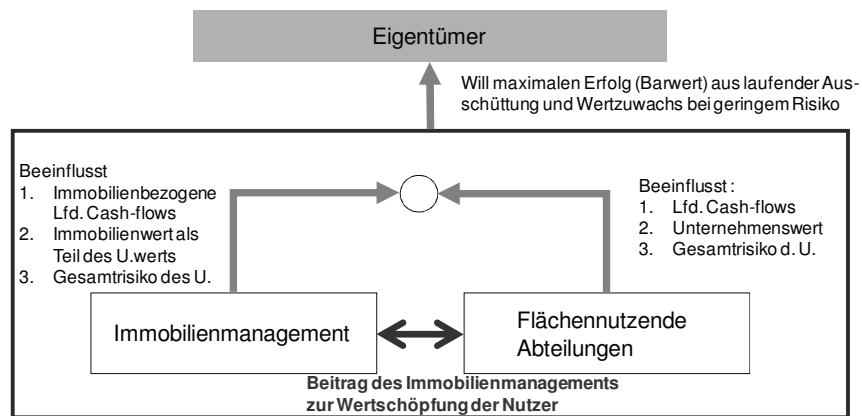 Eigentümer
Will maximalen Erfolg (Barwert) aus laufender Aus-
schüttung und Wertzuwachs bei geringem Risiko
Beeinflusst
1. Immobilienbezogene
Lfd. Cash-flows
2. Immobilienwert als
Teil des U.werts
3. Gesamtrisiko des U.
Beeinflusst :
1. Lfd. Cash-flows
2. Unternehmenswert
3. Gesamtrisiko d. U.
Immobilienmanagement
Flächennutzende
Abteilungen
Beitrag des Immobilienmanagements
zur Wertschöpfung der Nutzer